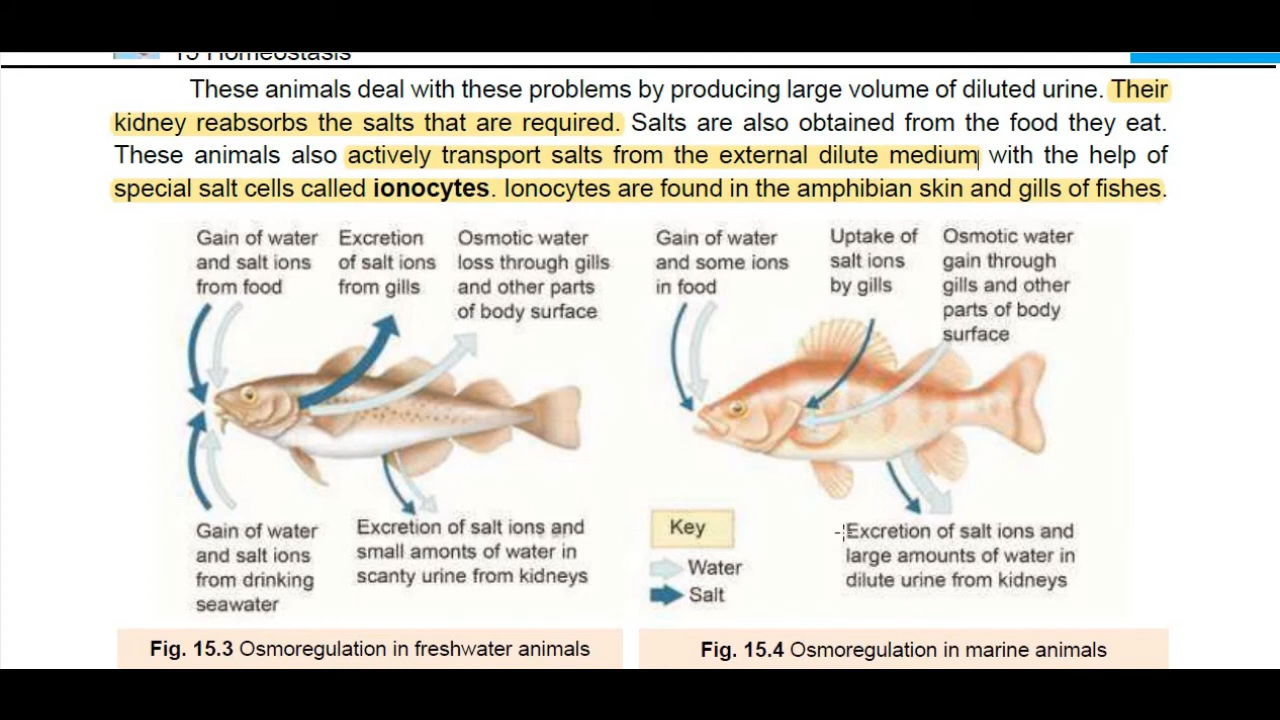 15 Homeostasis
These animals deal with these problems by producing large volume of diluted urine. Their
kidney reabsorbs the salts that are required. Salts are also obtained from the food they eat.
These animals also actively transport salts from the external dilute medium with the help of
special salt cells called ionocytes. Ionocytes are found in the amphibian skin and gills of fishes.
Gain of water
and salt ions
from food
Excretion
of salt ions
from gills
Osmotic water
loss through gills
and other parts
of body surface
Gain of water
and some ions
in food
Uptake of
salt ions
by gills
Osmotic water
gain through
gills and other
parts of body
surface
Gain of water
and salt ions
from drinking
seawater
Excretion of salt ions and
small amonts of water in
scanty urine from kidneys
Key
Water
Salt
Excretion of salt ions and
large amounts of water in
dilute urine from kidneys
Fig. 15.3 Osmoregulation in freshwater animals
Fig. 15.4 Osmoregulation in marine animals